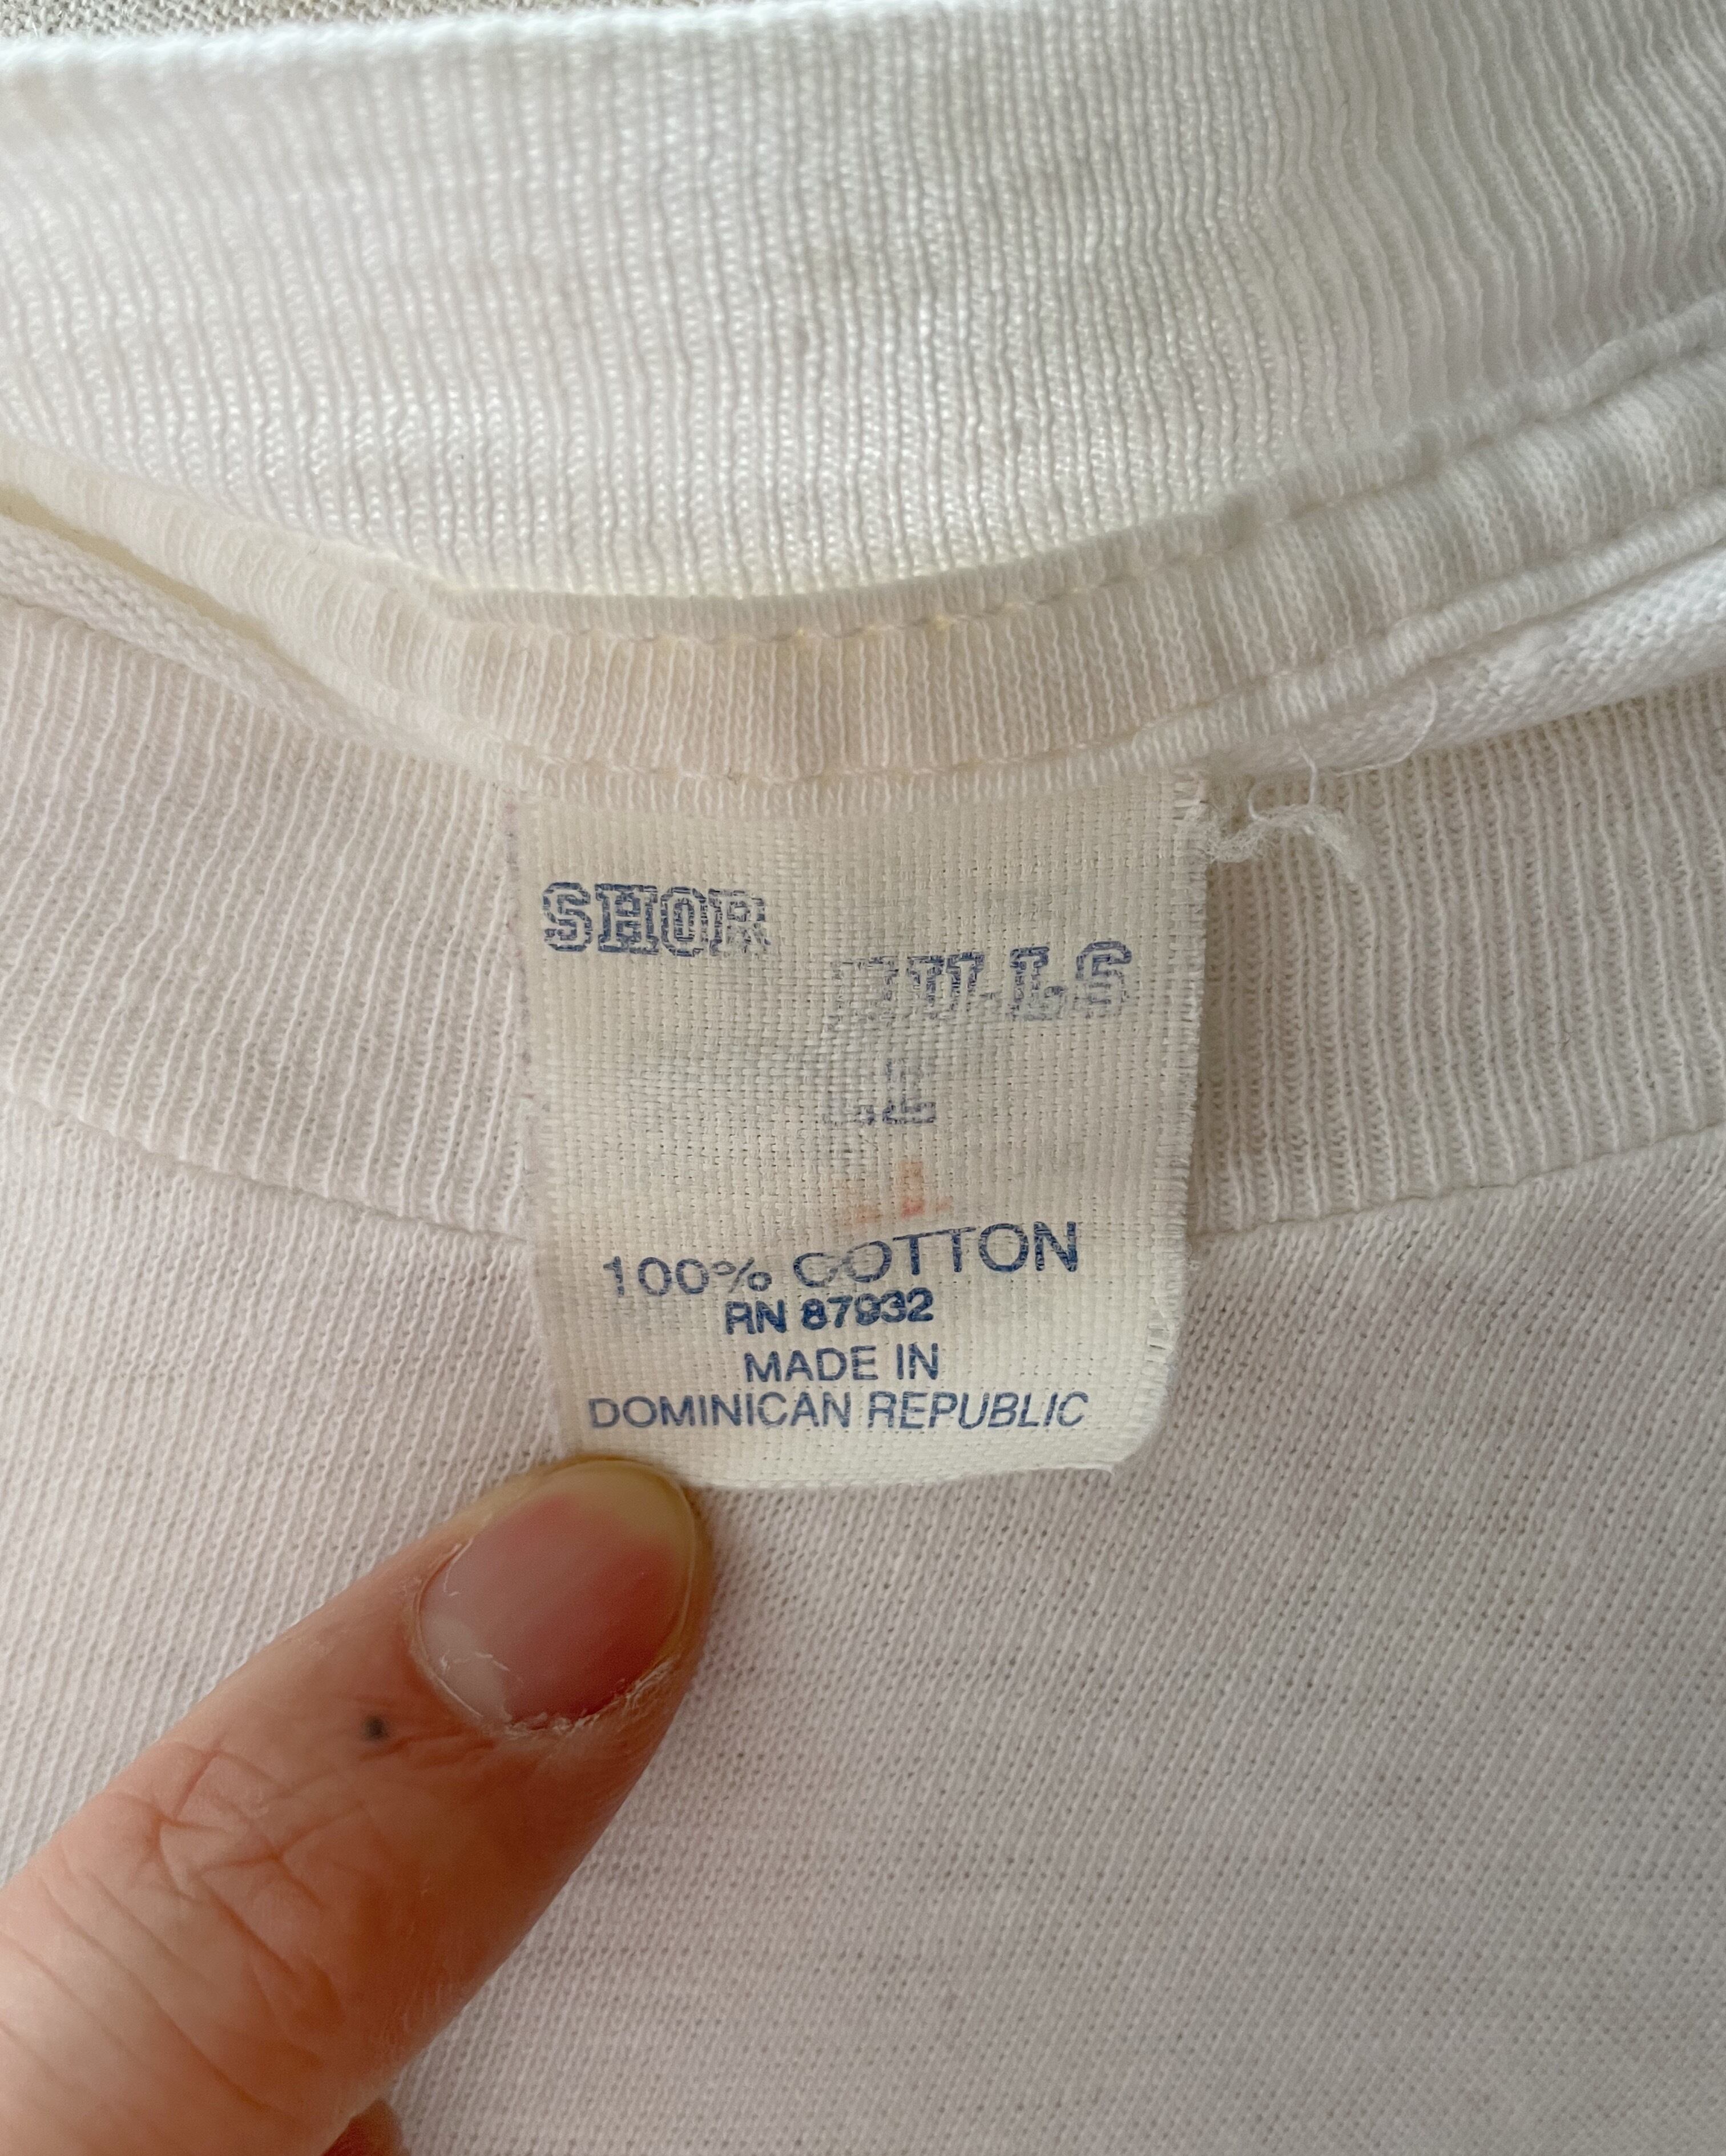 SHOR
100% COTTON
RN 87932
MADE IN
DOMINICAN REPUBLIC